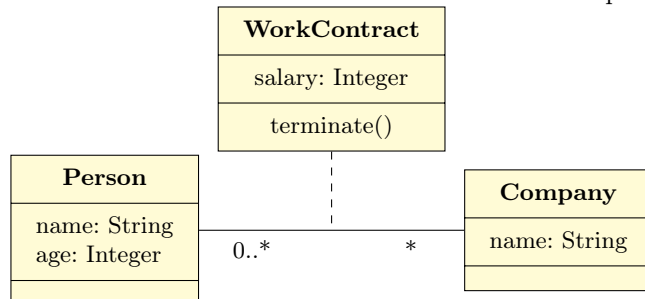 WorkContract
salary: Integer
terminate()
Person
name: String
age: Integer
0..*
*
Company
name: String